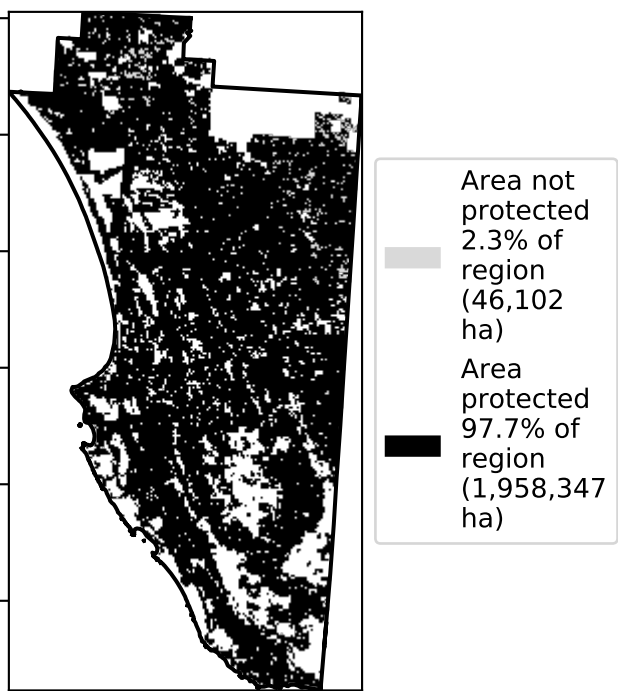 Area not
protected
2.3% of
region
(46,102
ha)
Area
protected
97.7% of
region
(1,958,347
ha)